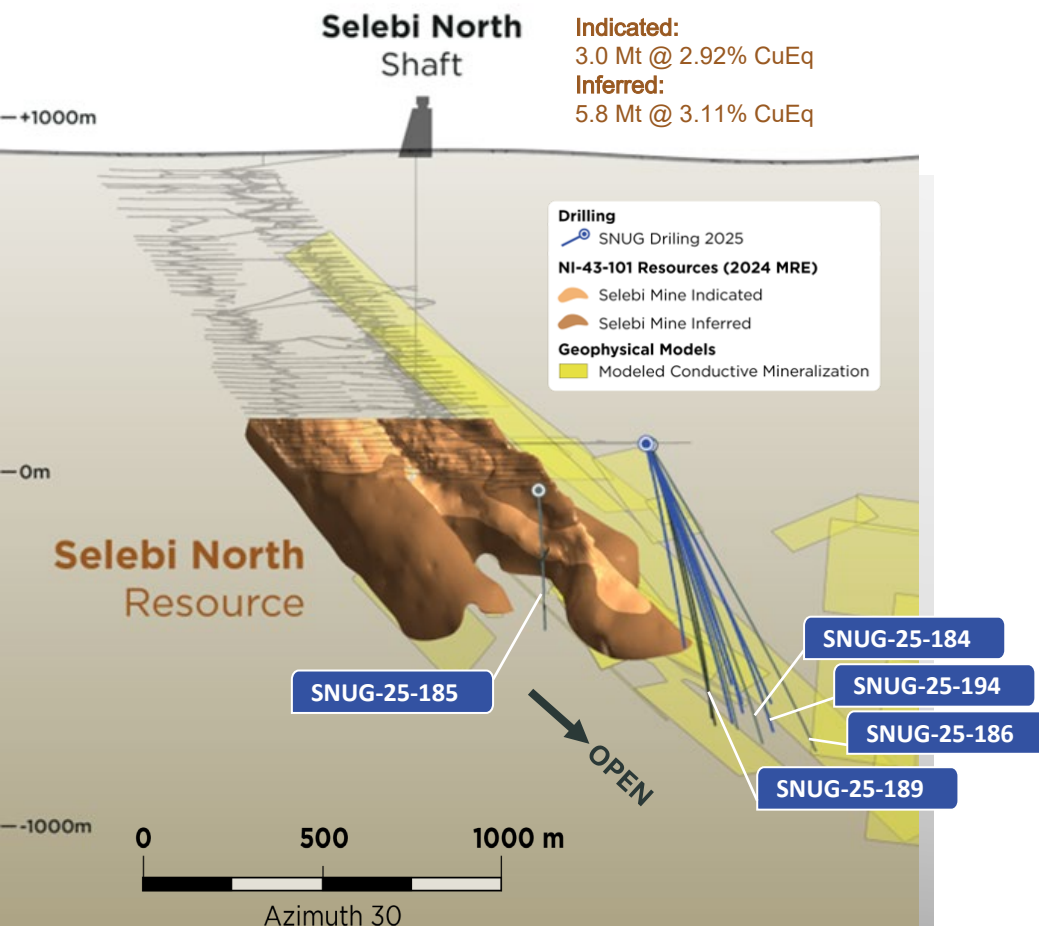 Selebi North
Shaft
Indicated:
3.0 Mt @ 2.92% CuEq
Inferred:
5.8 Mt @ 3.11% CuEq
+1000m
Drilling
SNUG Drilling 2025
NI-43-101 Resources (2024 MRE)
Selebi Mine Indicated
Selebi Mine Inferred
Geophysical Models
Modeled Conductive Mineralization
0m
Selebi North
Resource
SNUG-25-184
SNUG-25-185
SNUG-25-194
SNUG-25-186
SNUG-25-189
OPEN
-1000m
0 500 1000 m
Azimuth 30